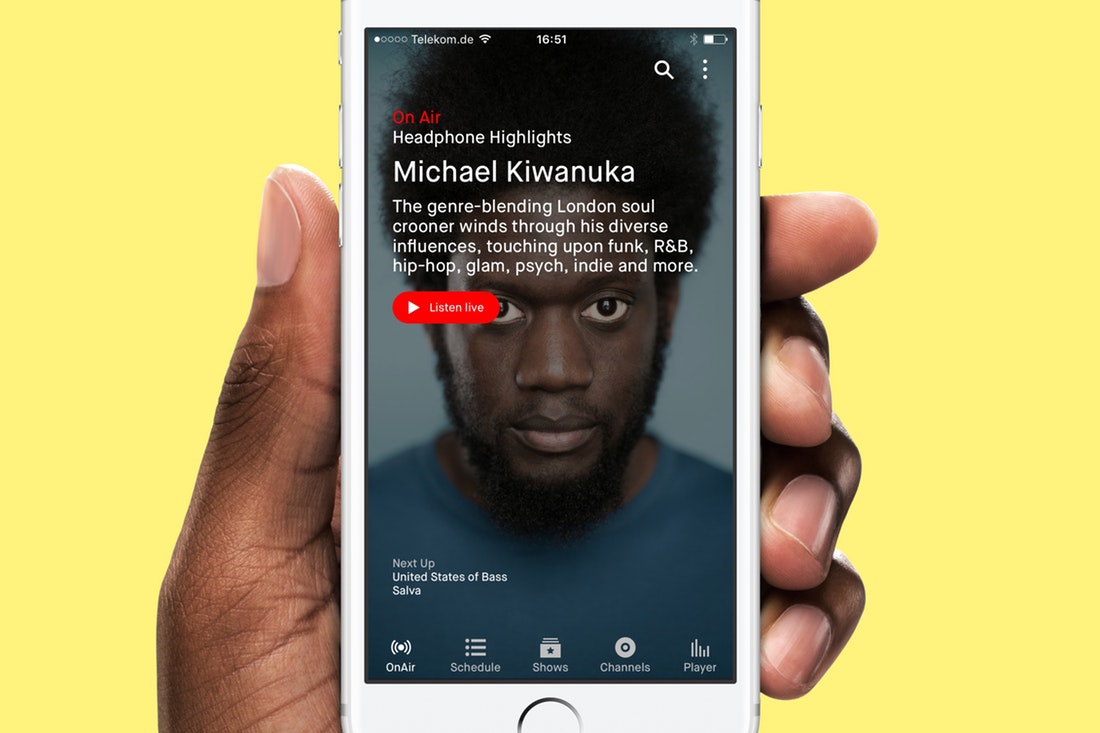 Telekom.de 16:51
On Air
Headphone Highlights
Michael Kiwanuka
The genre-blending London soul
crooner winds through his diverse
influences, touching upon funk, R&B,
hip-hop, glam, psych, indie and more.
Listen live
Next Up
United States of Bass
Salva
OnAir Schedule Shows Channels Player